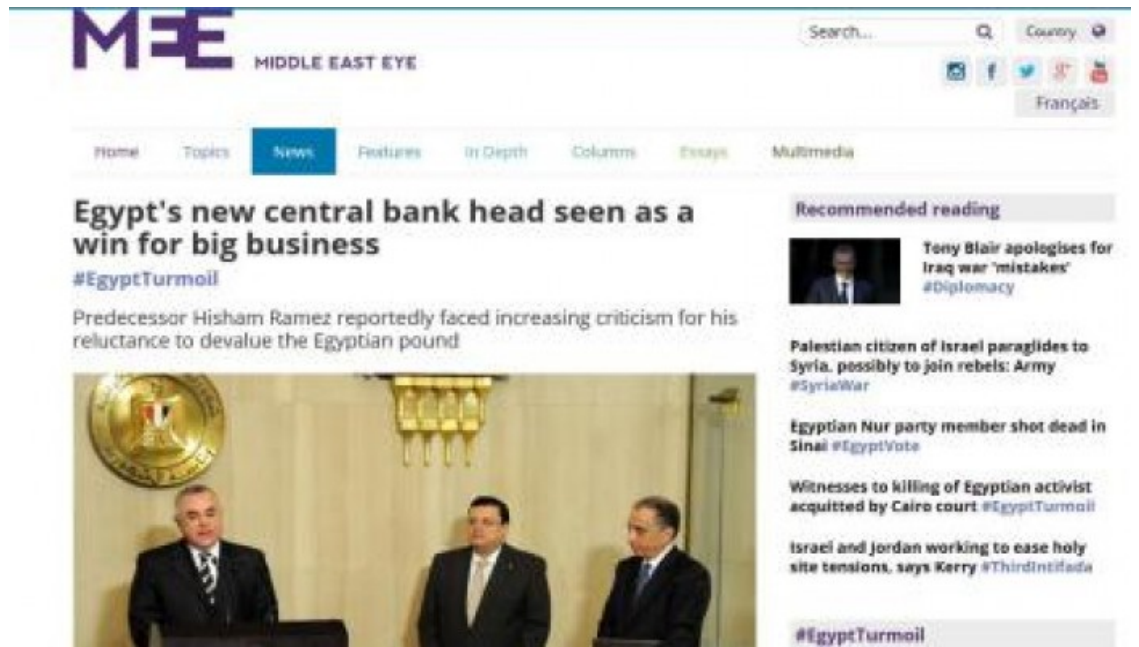 MEE
MIDDLE EAST EYE
Search...
Country
Français
Home Topics News Features In Depth Columns Essays Multimedia
Egypt's new central bank head seen as a
win for big business
#EgyptTurmoil
Predecessor Hisham Ramez reportedly faced increasing criticism for his
reluctance to devalue the Egyptian pound
Recommended reading
Tony Blair apologises for
Iraq war 'mistakes'
#Diplomacy
Palestian citizen of Israel paraglides to
Syria, possibly to join rebels: Army
#SyriaWar
Egyptian Nur party member shot dead in
Sinai #EgyptVote
Witnesses to killing of Egyptian activist
acquitted by Cairo court #EgyptTurmoil
Israel and Jordan working to ease holy
site tensions, says Kerry #ThirdIntifada
#EgyptTurmoil